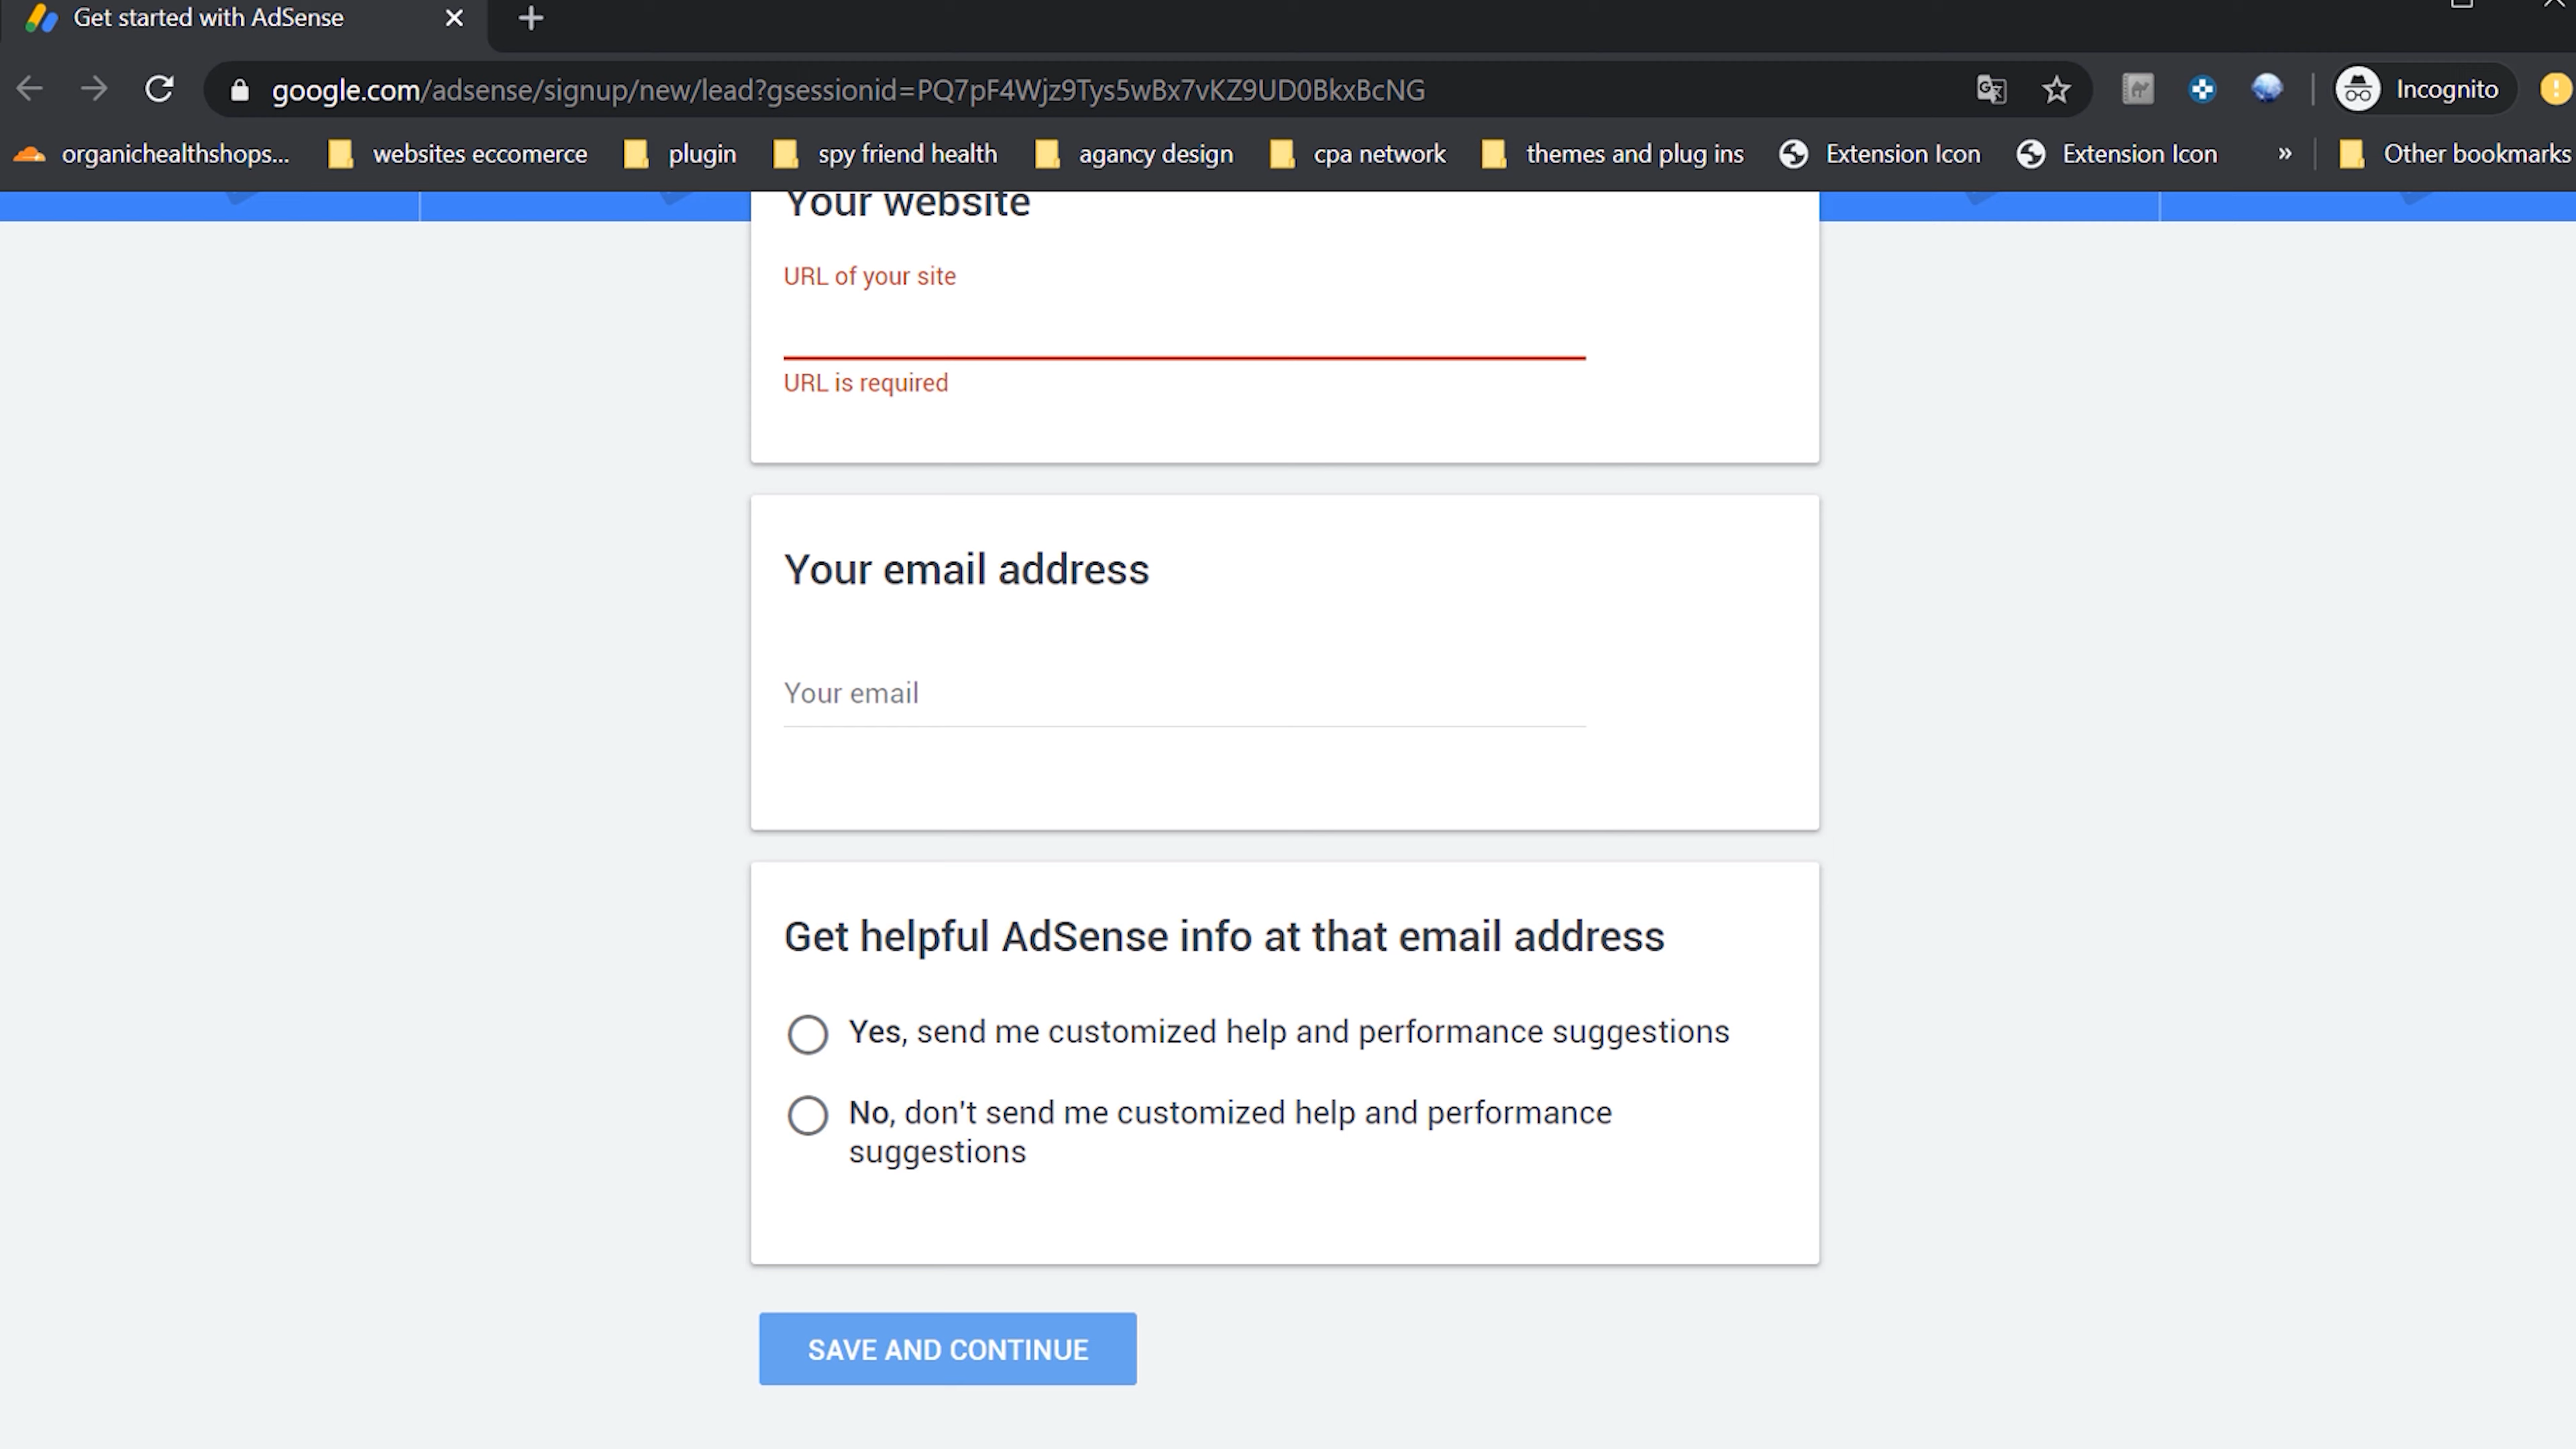 Get started with AdSense
google.com/adsense/signup/new/lead?gsessionid=PQ7pF4Wjz9Tys5wBx7vKZ9UD0BkxBcNG
Incognito
organichealthshops...
websites eccomerce
plugin
spy friend health
agancy design
cpa network
themes and plug ins
Extension Icon
Extension Icon
»
Other bookmarks
Your website
URL of your site
URL is required
Your email address
Your email
Get helpful AdSense info at that email address
Yes, send me customized help and performance suggestions
No, don't send me customized help and performance
suggestions
SAVE AND CONTINUE